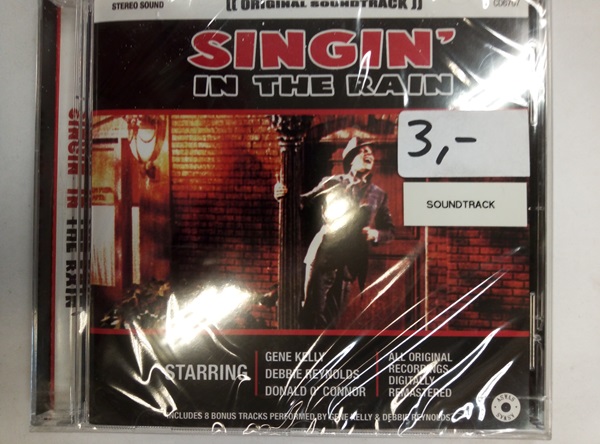 STEREO SOUND
[[ ORIGINAL SOUNDTRACK ]]
SINGIN'
IN THE RAIN
3,-
SOUNDTRACK
SINGIN' IN THE RAIN
STARRING
GENE KELLY
DEBBIE REYNOLDS
DONALD O' CONNOR
ALL ORIGINAL
RECORDINGS
DIGITALLY
REMASTERED
INCLUDES 8 BONUS TRACKS PERFORMED BY GENE KELLY & DEBBIE REYNOLDS